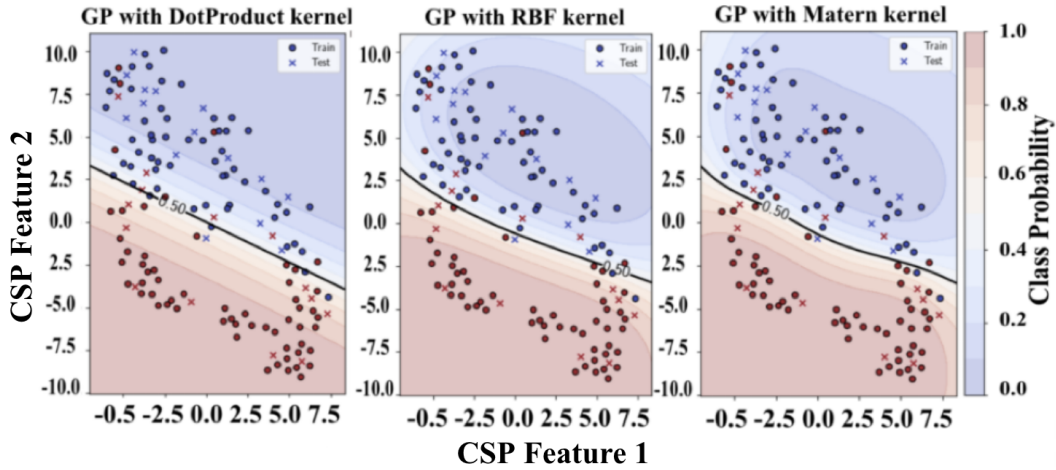 GP with DotProduct kernel
GP with RBF kernel
GP with Matern kernel
CSP Feature 2
10.0
7.5
5.0
2.5
0.0
2.5
-5.0
-7.5
-10.0
Train
Test
0.50
-0.5 -2.5 0.0 2.5 5.0 7.5
10.0
7.5
5.0
2.5
0.0
2.5
-5.0
-7.5
-10.0
Train
Test
0.50
-0.5 -2.5 0.0 2.5 5.0 7.5
10.0
7.5
5.0
2.5
0.0
2.5
-5.0
-7.5
-10.0
Train
Test
0.50
-0.5 -2.5 0.0 2.5 5.0 7.5
1.0
0.8
0.6
0.4
0.2
0.0
Class Probability
CSP Feature 1